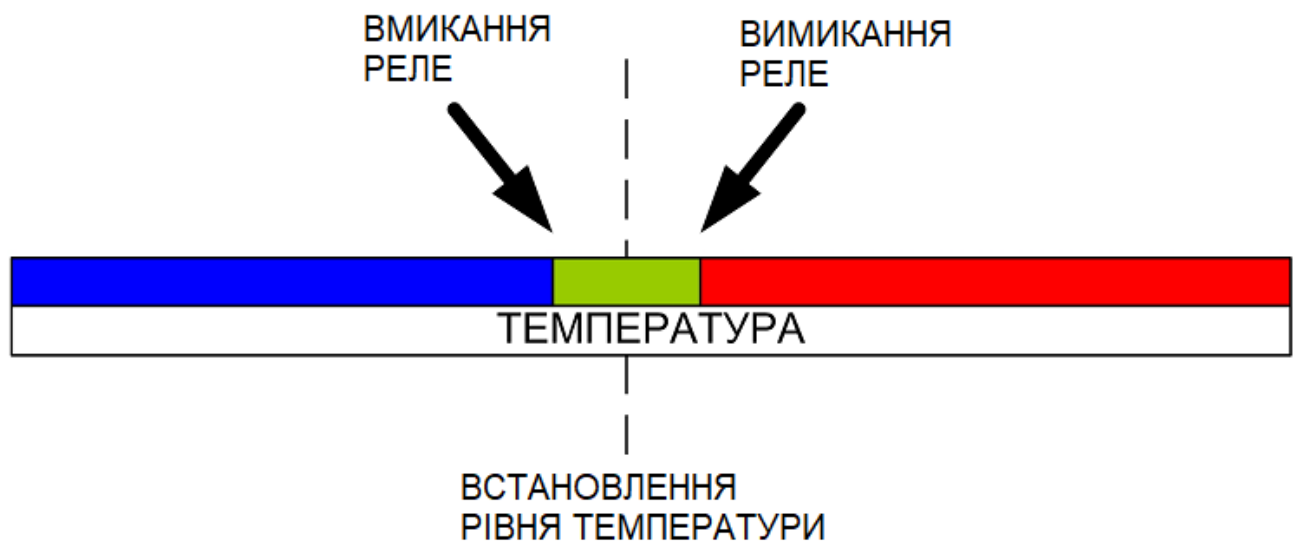 ВМИКАННЯ
РЕЛЕ
ВИМИКАННЯ
РЕЛЕ
ТЕМПЕРАТУРА
ВСТАНОВЛЕННЯ
РІВНЯ ТЕМПЕРАТУРИ